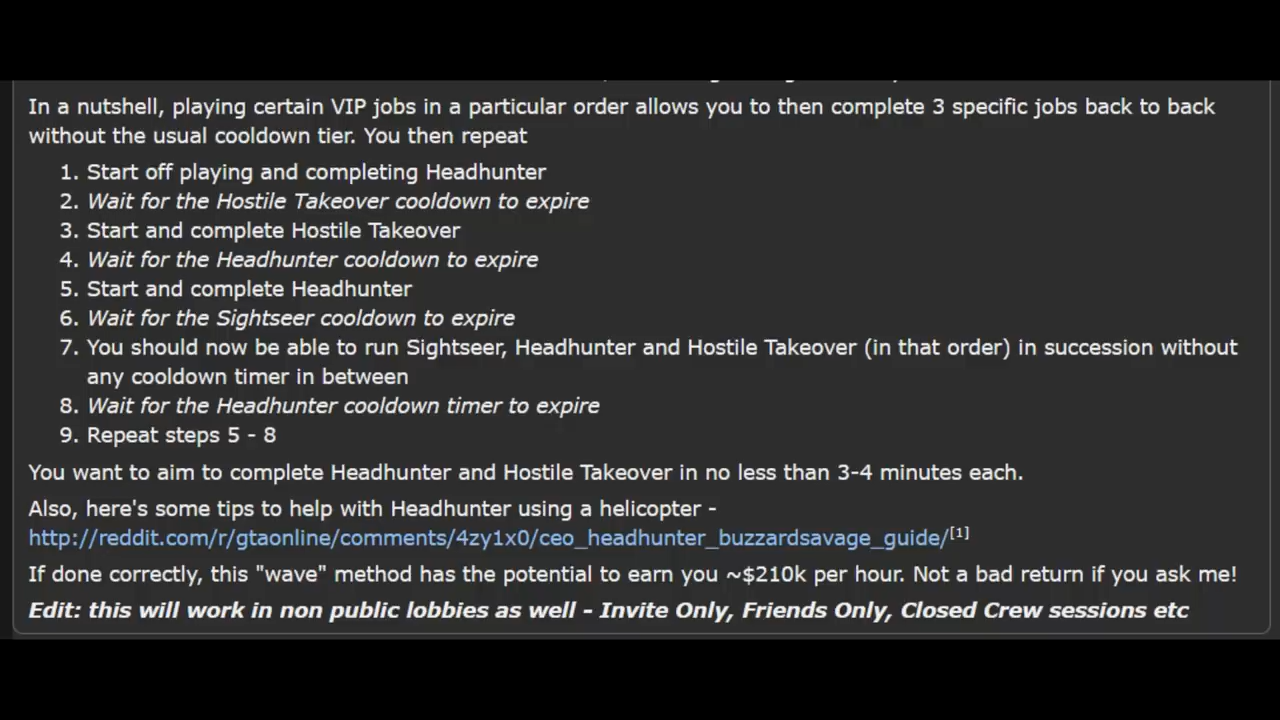 In a nutshell, playing certain VIP jobs in a particular order allows you to then complete 3 specific jobs back to back
without the usual cooldown tier. You then repeat
1. Start off playing and completing Headhunter
2. Wait for the Hostile Takeover cooldown to expire
3. Start and complete Hostile Takeover
4. Wait for the Headhunter cooldown to expire
5. Start and complete Headhunter
6. Wait for the Sightseer cooldown to expire
7. You should now be able to run Sightseer, Headhunter and Hostile Takeover (in that order) in succession without
any cooldown timer in between
8. Wait for the Headhunter cooldown timer to expire
9. Repeat steps 5 - 8
You want to aim to complete Headhunter and Hostile Takeover in no less than 3-4 minutes each.
Also, here's some tips to help with Headhunter using a helicopter -
http://reddit.com/r/gtaonline/comments/4zy1x0/ceo_headhunter_buzzardsavage_guide/[1]
If done correctly, this "wave" method has the potential to earn you ~$210k per hour. Not a bad return if you ask me!
Edit: this will work in non public lobbies as well - Invite Only, Friends Only, Closed Crew sessions etc